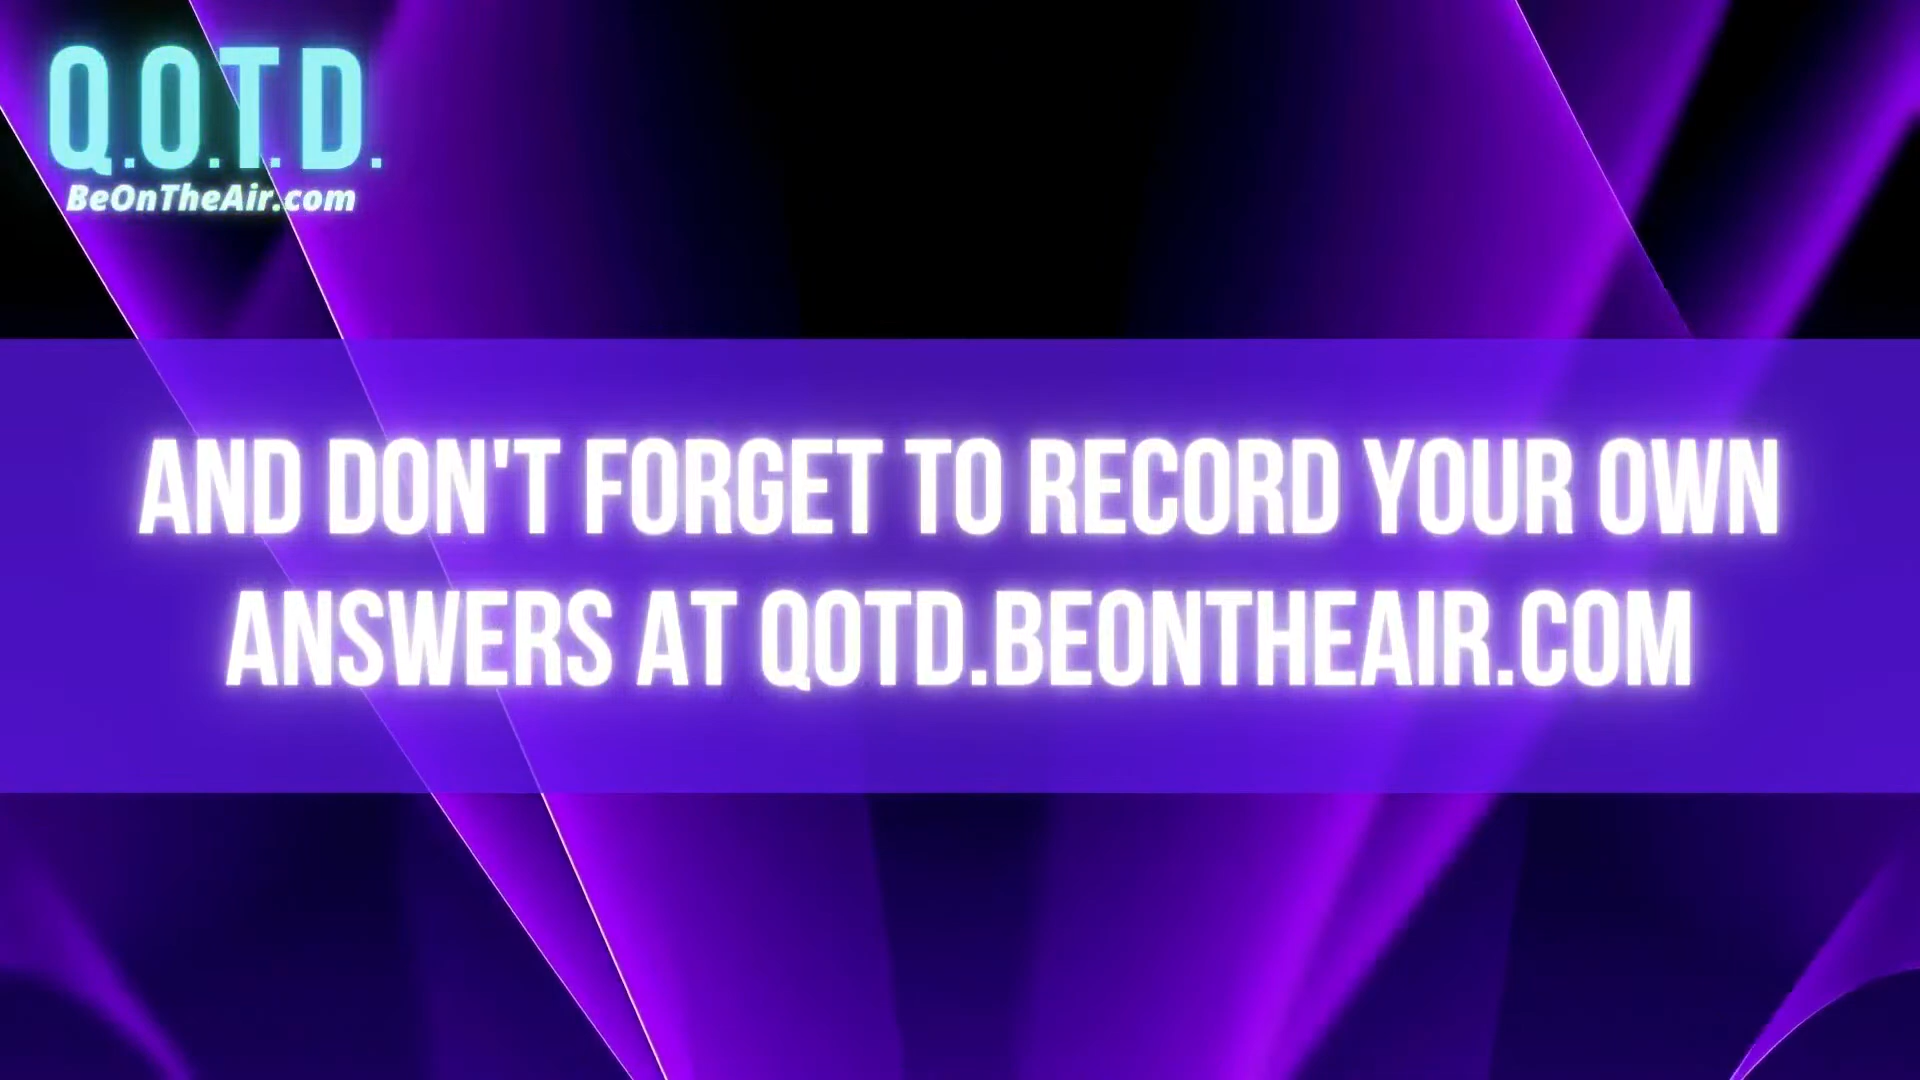 Q.O.T.D.
BeOnTheAir.com
AND DON'T FORGET TO RECORD YOUR OWN
ANSWERS AT QOTD.BEONTHEAIR.COM